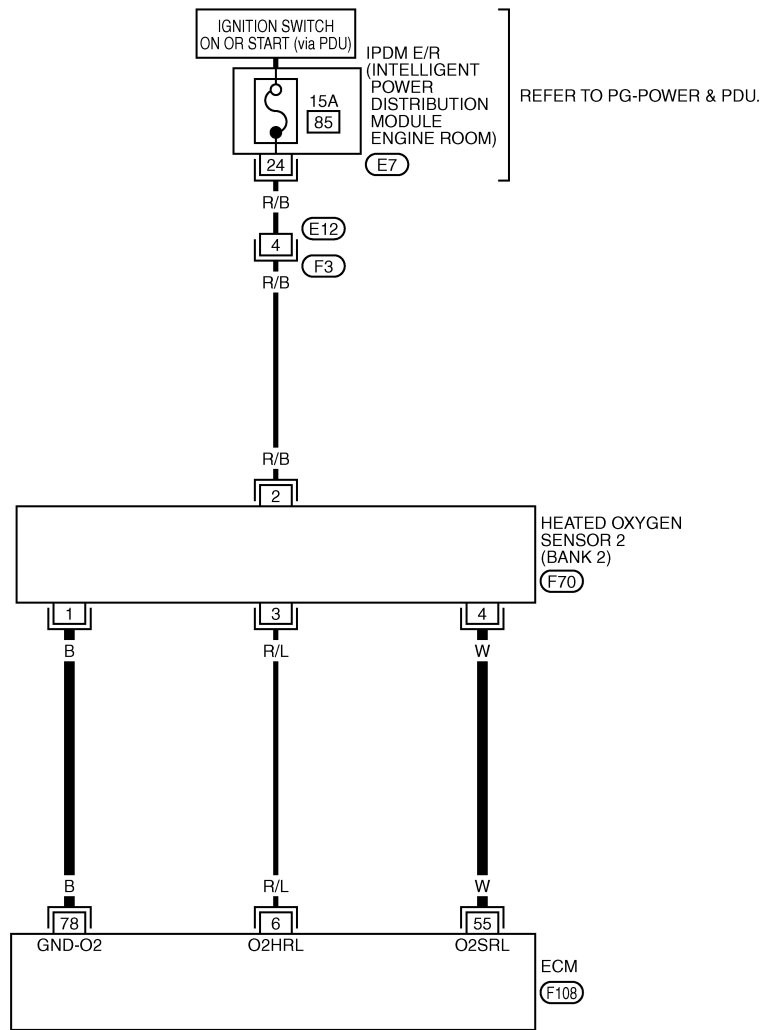 IGNITION SWITCH
ON OR START (via PDU)
IPDM E/R
(INTELLIGENT
POWER
DISTRIBUTION
MODULE
ENGINE ROOM)
15A
85
REFER TO PG-POWER & PDU.
24
E7
R/B
E12
4
F3
R/B
R/B
2
HEATED OXYGEN
SENSOR 2
(BANK 2)
F70
1 3 4
B R/L W
B R/L W
78 6 55
GND-O2 O2HRL O2SRL
ECM
F108